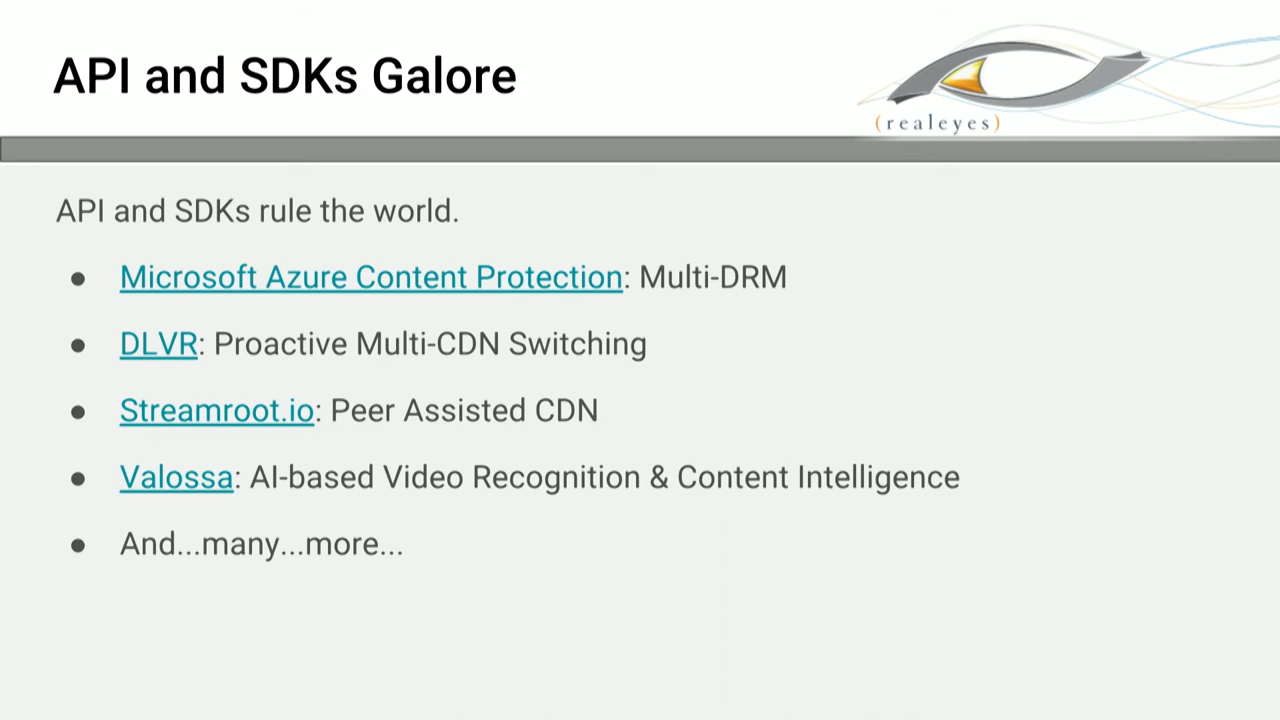 API and SDKs Galore
(realeyes)
API and SDKs rule the world.
● Microsoft Azure Content Protection: Multi-DRM
● DLVR: Proactive Multi-CDN Switching
● Streamroot.io: Peer Assisted CDN
● Valossa: AI-based Video Recognition & Content Intelligence
● And...many...more...